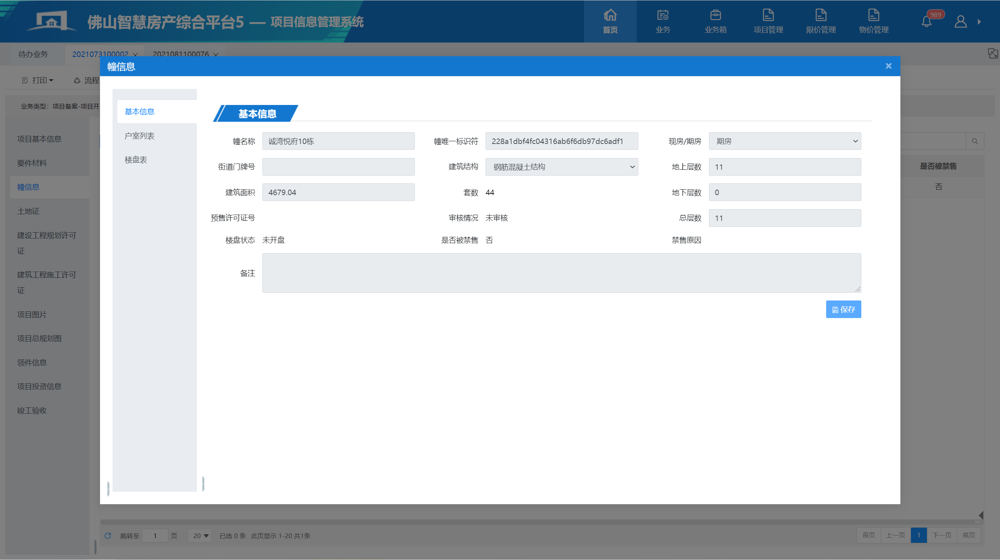 佛山智慧房产综合平台5 — 项目信息管理系统
首页
业务
业务箱
项目管理
限价管理
物价管理
989
待办业务
2021073100002
2021081100076
幢信息
打印
流程
业务类型：项目备案-项目开
项目基本信息
要件材料
幢信息
土地证
建设工程规划许可
证
建筑工程施工许可
证
项目图片
项目总规划图
领件信息
项目投资信息
竣工验收
基本信息
户室列表
楼盘表
基本信息
幢名称 诚湾悦府10栋 幢唯一标识符 228a1dbf4fc04316ab6f6db97dc6adf1 现房/期房 期房
街道门牌号 建筑结构 钢筋混凝土结构 地上层数 11
建筑面积 4679.04 套数 44 地下层数 0
预售许可证号 审核情况 未审核 总层数 11
楼盘状态 未开盘 是否被禁售 否 禁售原因
备注
保存
是否被禁售
否
跳转至 1 页 20 已选 0 条 此页显示 1-20 共1条
首页 上一页 1 下一页 尾页